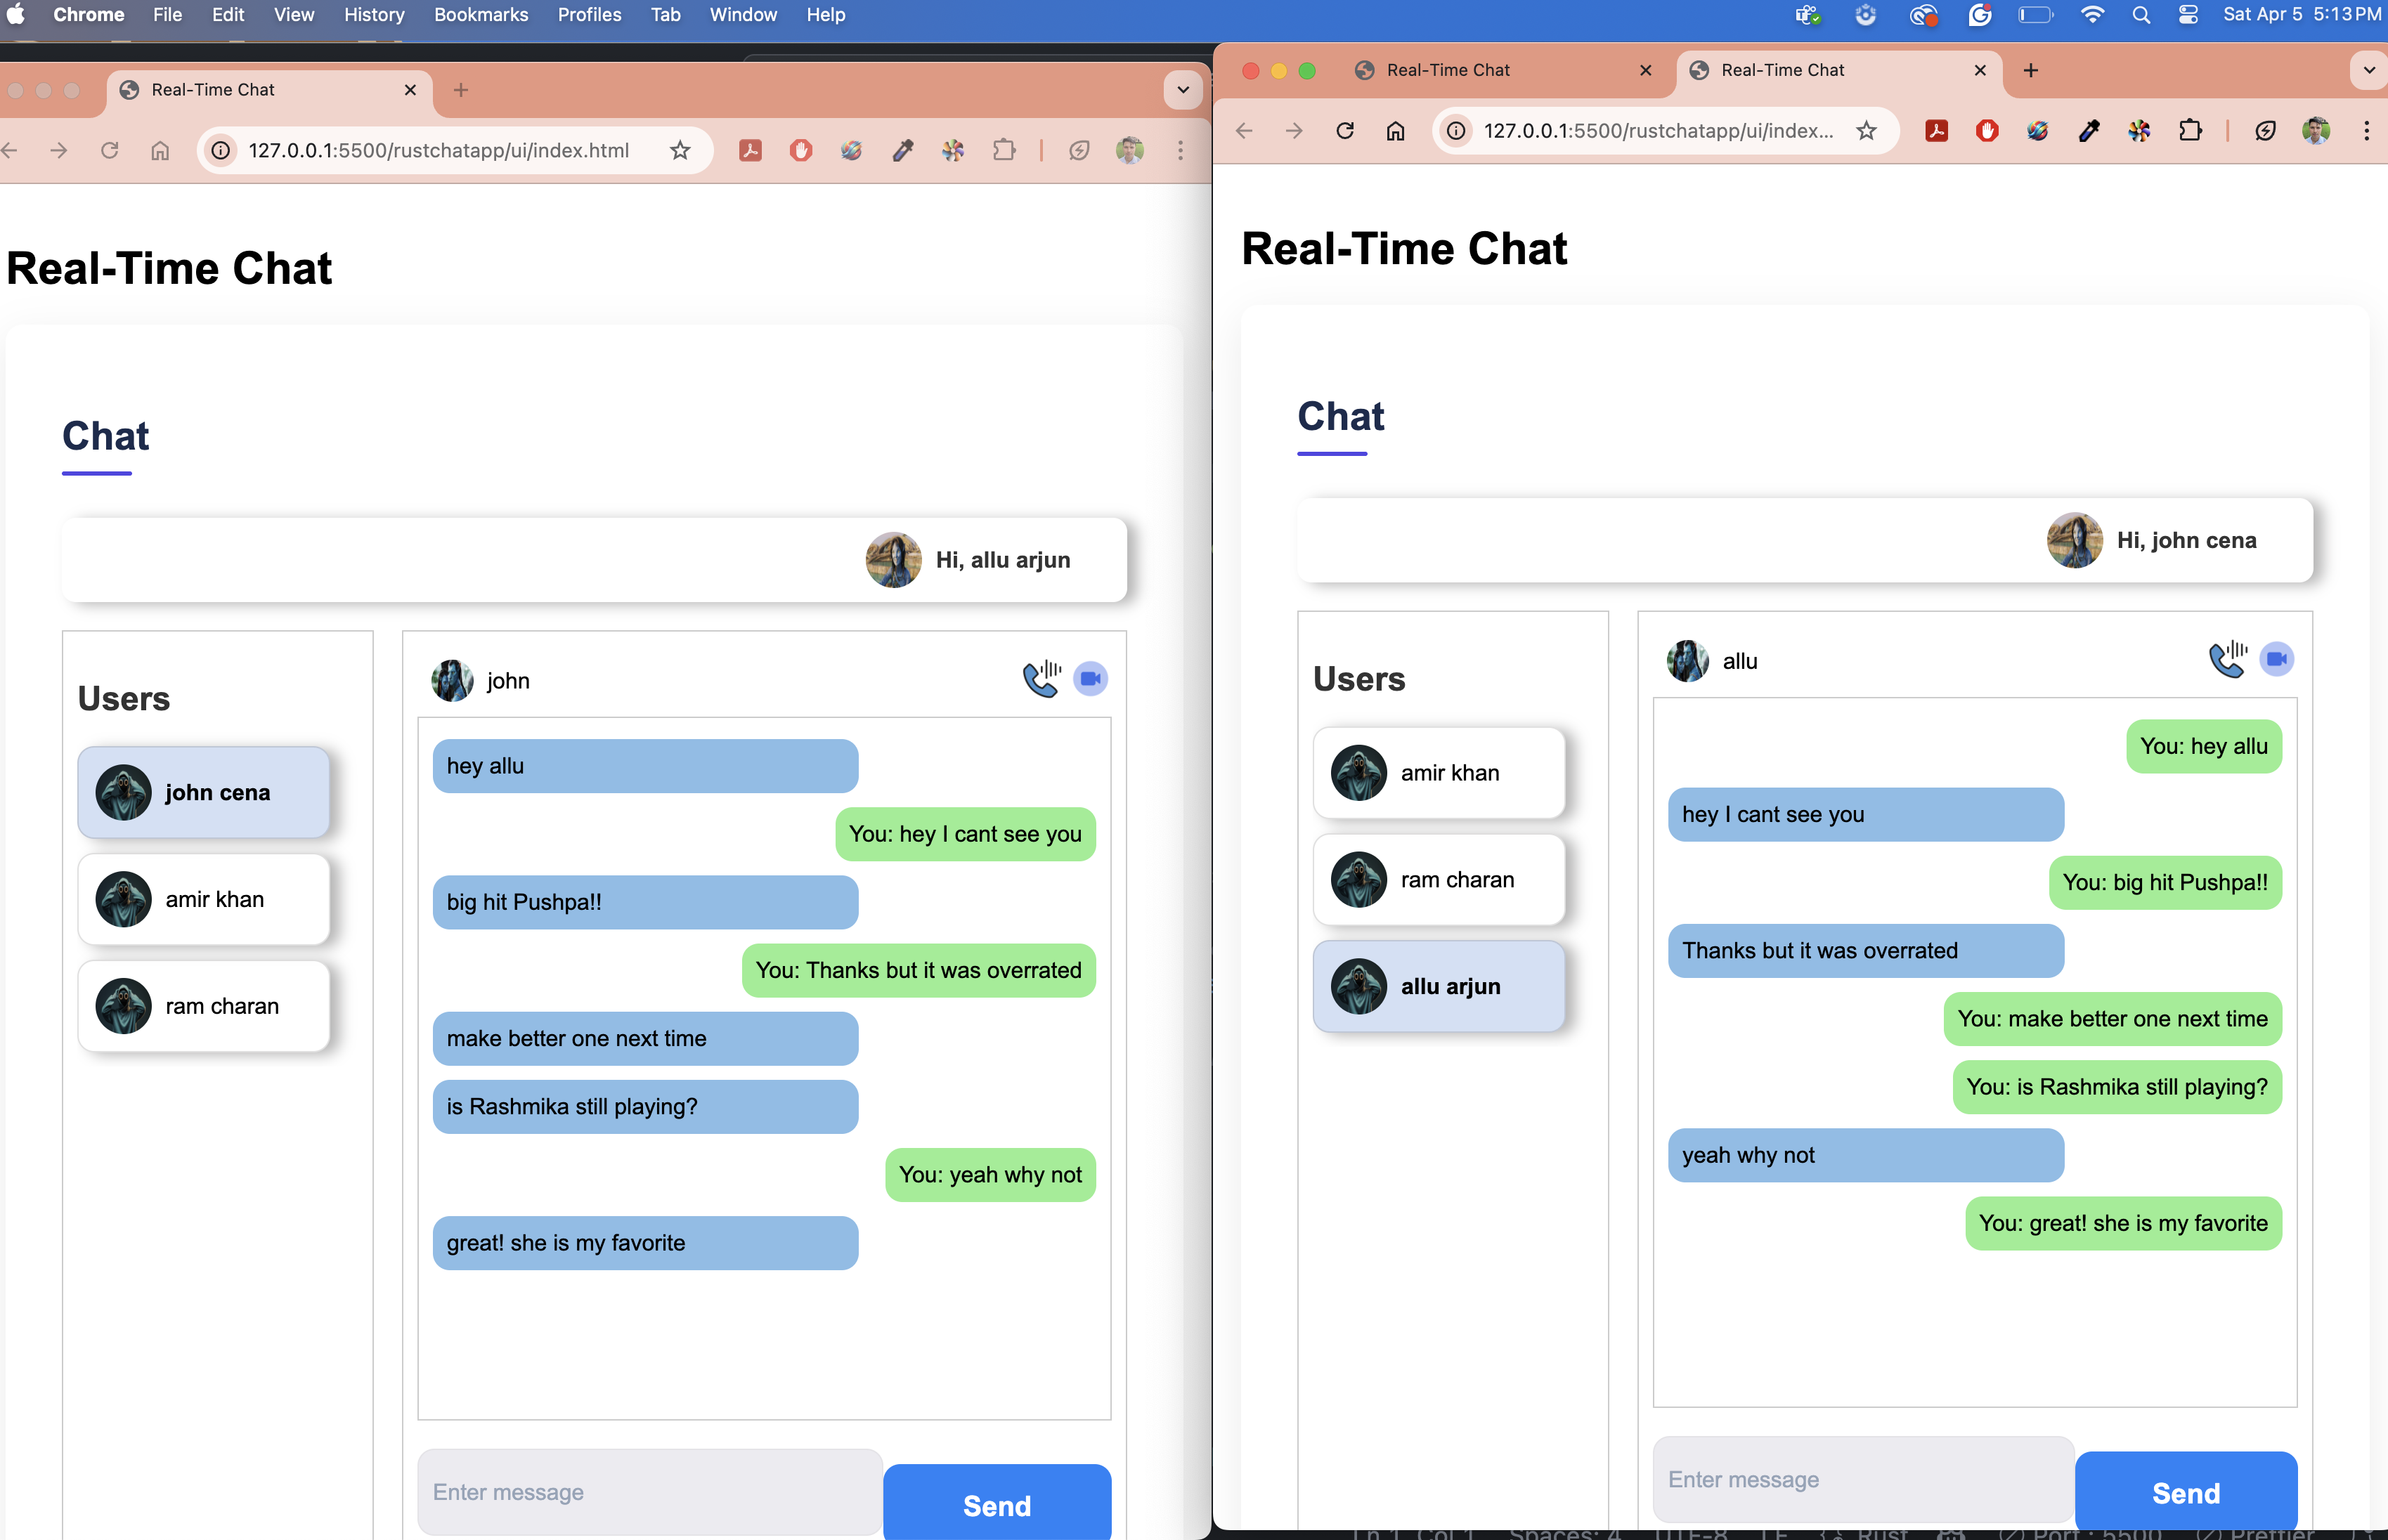 Chrome File Edit View History Bookmarks Profiles Tab Window Help
Sat Apr 5 5:13 PM
Real-Time Chat
127.0.0.1:5500/rustchatapp/ui/index.html
Real-Time Chat
Chat
Hi, allu arjun
Users
john cena
amir khan
ram charan
john
hey allu
You: hey I cant see you
big hit Pushpa!!
You: Thanks but it was overrated
make better one next time
is Rashmika still playing?
You: yeah why not
great! she is my favorite
Enter message
Send
Real-Time Chat
Real-Time Chat
127.0.0.1:5500/rustchatapp/ui/index...
Real-Time Chat
Chat
Hi, john cena
Users
amir khan
ram charan
allu arjun
allu
You: hey allu
hey I cant see you
You: big hit Pushpa!!
Thanks but it was overrated
You: make better one next time
You: is Rashmika still playing?
yeah why not
You: great! she is my favorite
Enter message
Send
Ln 1, Col 1 Spaces: 4 UTF-8 LF Rust Port : 5500